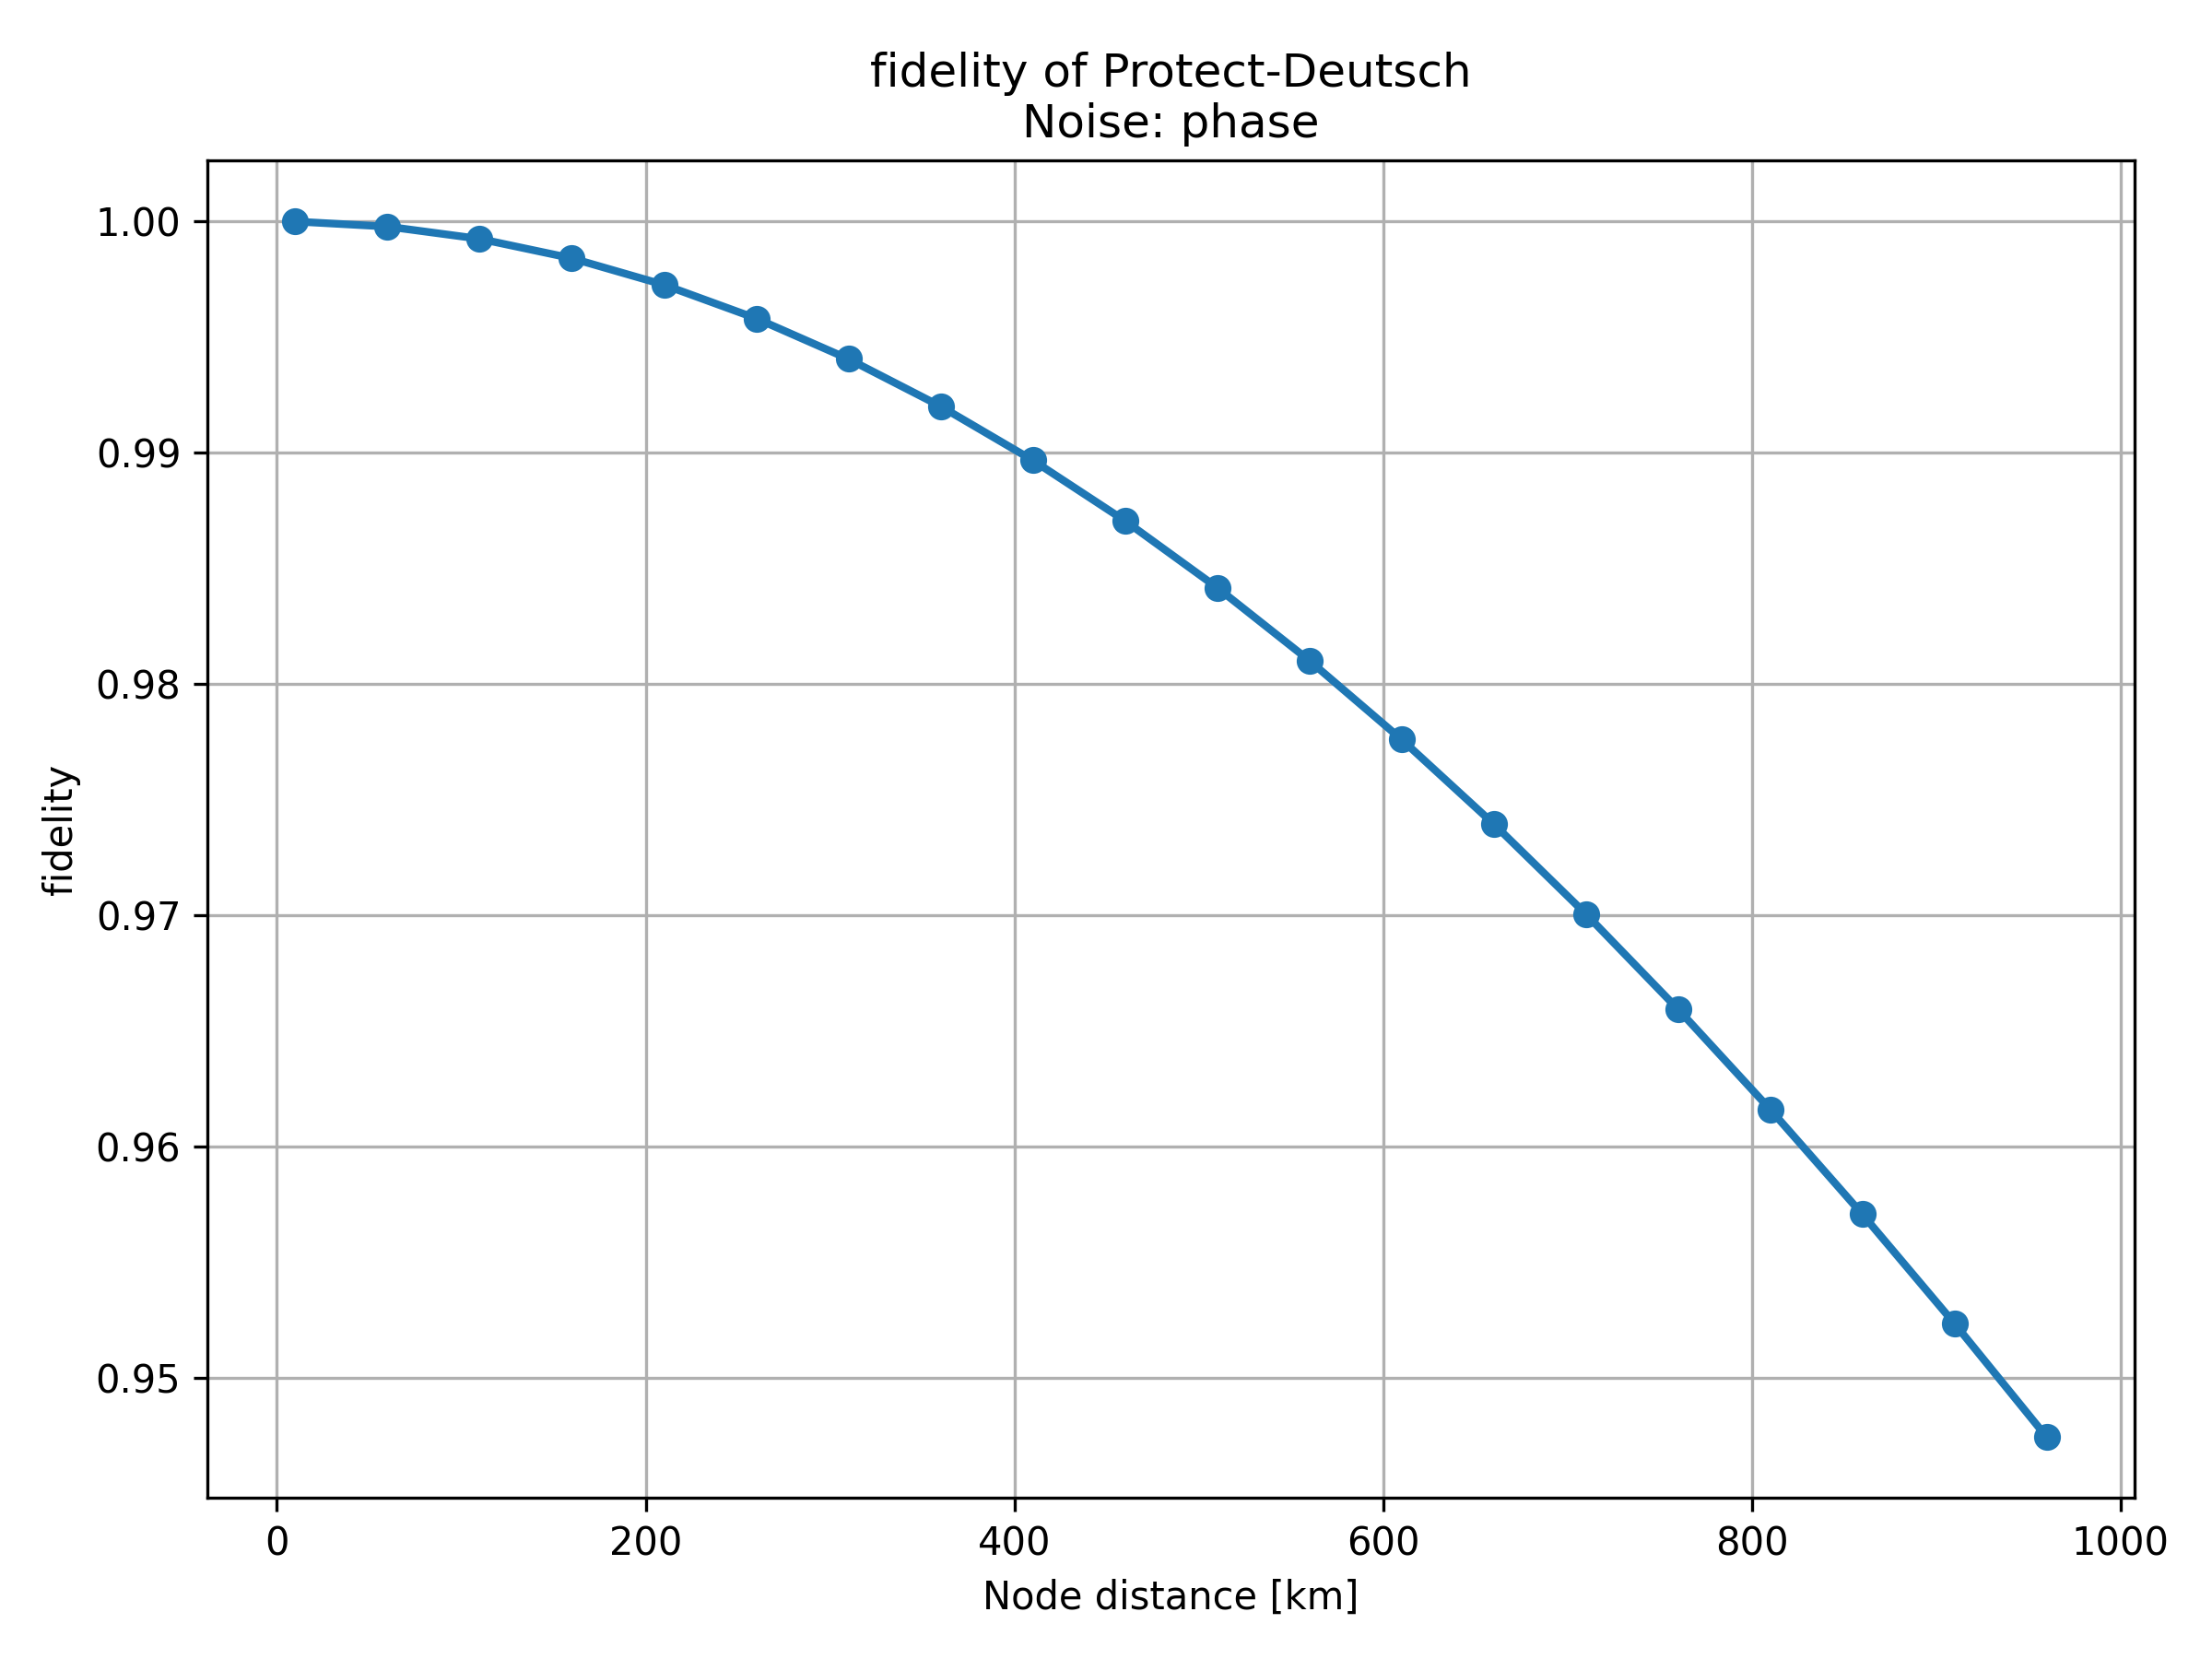 fidelity of Protect-Deutsch
Noise: phase
1.00
0.99
0.98
0.97
0.96
0.95
fidelity
0 200 400 600 800 1000
Node distance [km]